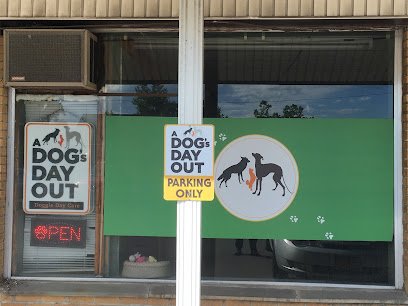 A
DOG's
DAY
OUT
Doggie Day Care
OPEN
A
DOG's
DAY
OUT
PARKING
ONLY